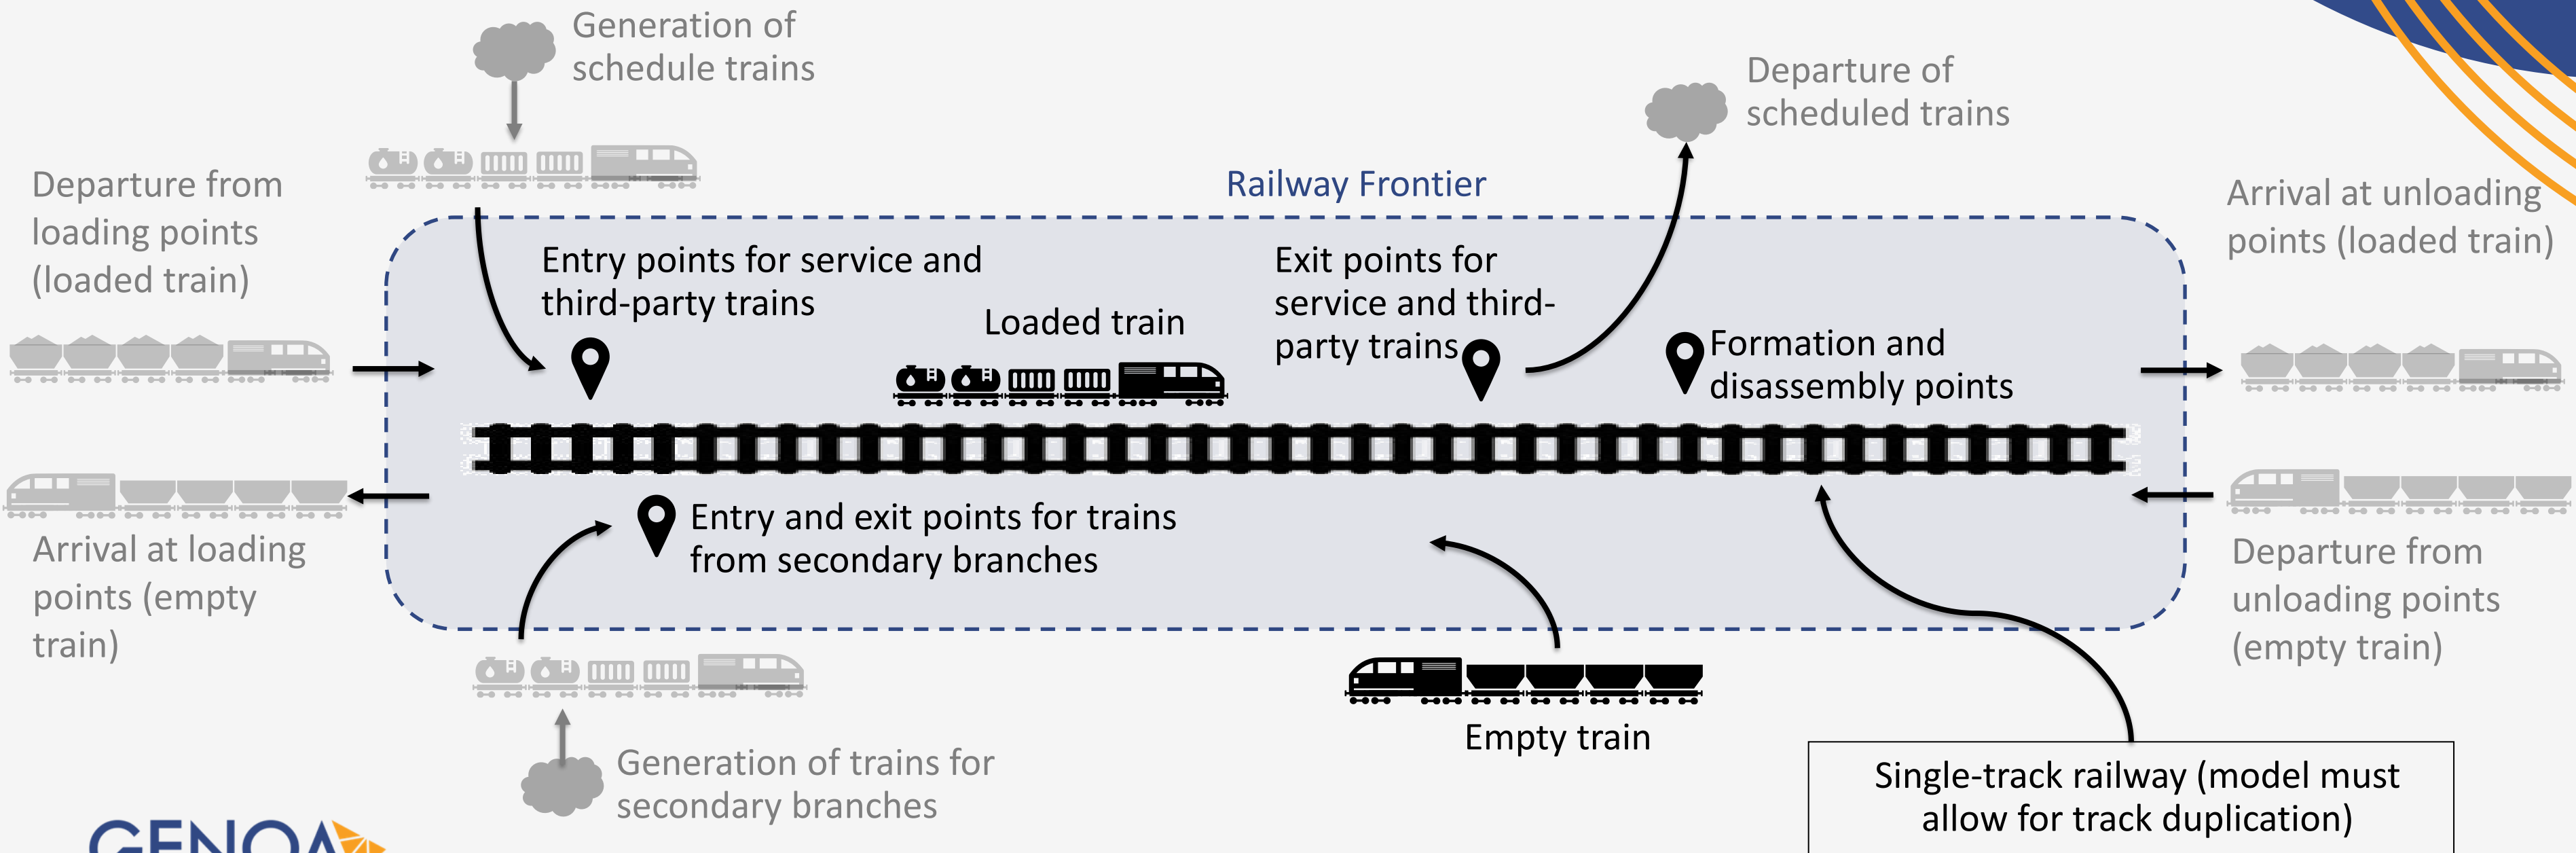 Generation of
schedule trains
Departure of
scheduled trains
Departure from
loading points
(loaded train)
Railway Frontier
Arrival at unloading
points (loaded train)
Entry points for service and
third-party trains
Loaded train
Exit points for
service and third-
party trains
Formation and
disassembly points
Entry and exit points for trains
from secondary branches
Arrival at loading
points (empty
train)
Departure from
unloading points
(empty train)
Empty train
Generation of trains for
secondary branches
Single-track railway (model must
allow for track duplication)
GENOA